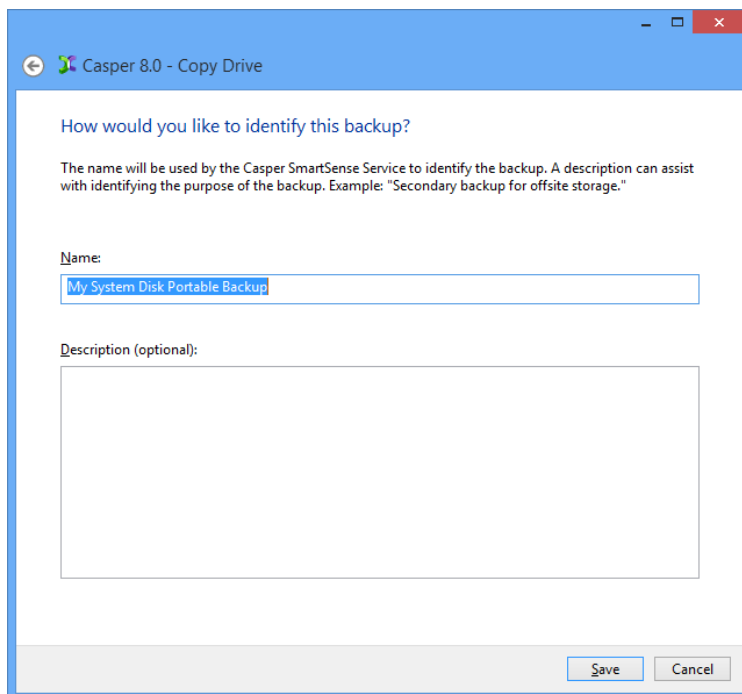 Casper 8.0 - Copy Drive
How would you like to identify this backup?
The name will be used by the Casper SmartSense Service to identify the backup. A description can assist
with identifying the purpose of the backup. Example: "Secondary backup for offsite storage."
Name:
My System Disk Portable Backup
Description (optional):
Save Cancel